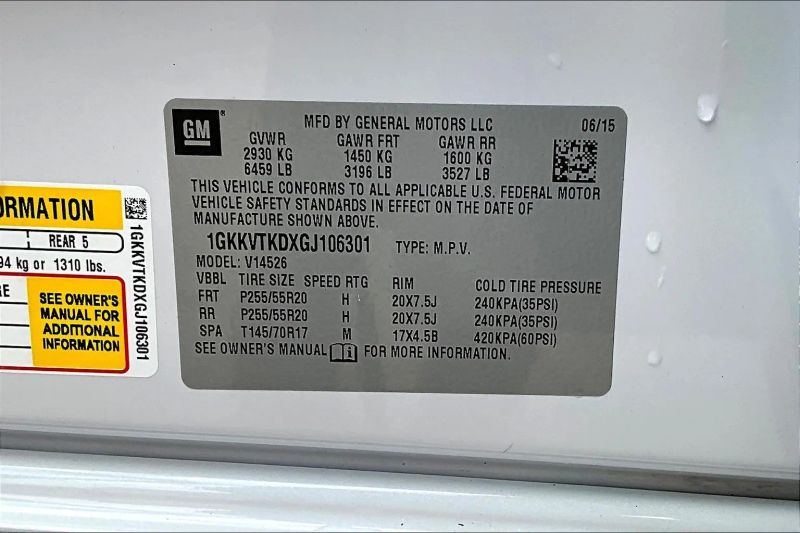 GM
®
MFD BY GENERAL MOTORS LLC 06/15
GVWR GAWR FRT GAWR RR
2930 KG 1450 KG 1600 KG
6459 LB 3196 LB 3527 LB
THIS VEHICLE CONFORMS TO ALL APPLICABLE U.S. FEDERAL MOTOR
VEHICLE SAFETY STANDARDS IN EFFECT ON THE DATE OF
MANUFACTURE SHOWN ABOVE.
1GKKVTKDXGJ106301 TYPE: M.P.V.
MODEL: V14526
VBBL TIRE SIZE SPEED RTG RIM COLD TIRE PRESSURE
FRT P255/55R20 H 20X7.5J 240KPA(35PSI)
RR P255/55R20 H 20X7.5J 240KPA(35PSI)
SPA T145/70R17 M 17X4.5B 420KPA(60PSI)
SEE OWNER'S MANUAL FOR MORE INFORMATION.
REAR 5
kg or 1310 lbs.
SEE OWNER'S
MANUAL FOR
ADDITIONAL
INFORMATION
1GKKVTKDXGJ106301